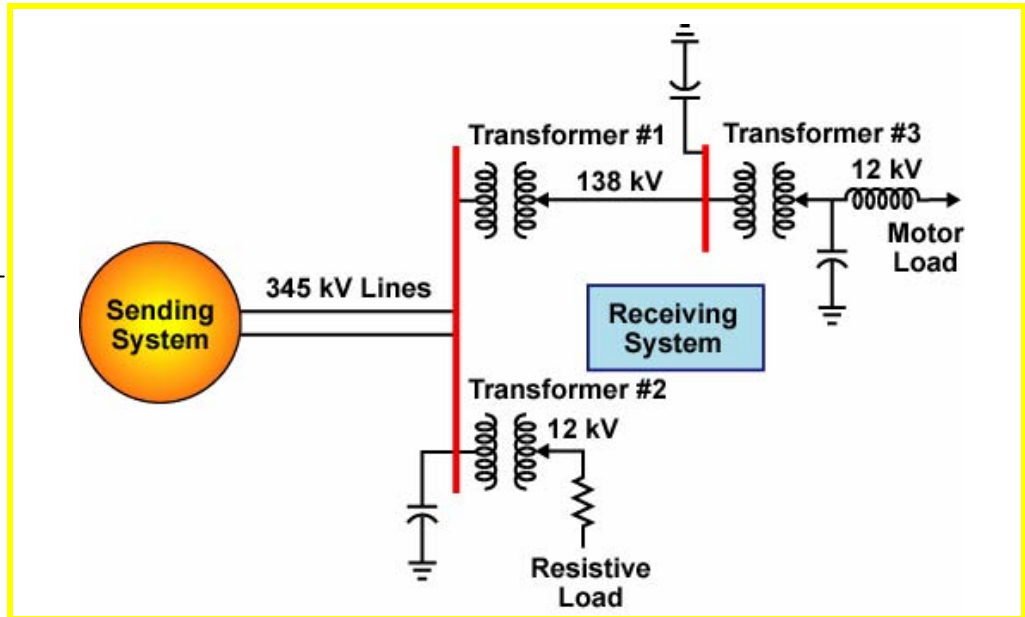 Transformer #1
Transformer #3
138 kV
12 kV
Motor
Load
345 kV Lines
Sending
System
Receiving
System
Transformer #2
12 kV
Resistive
Load